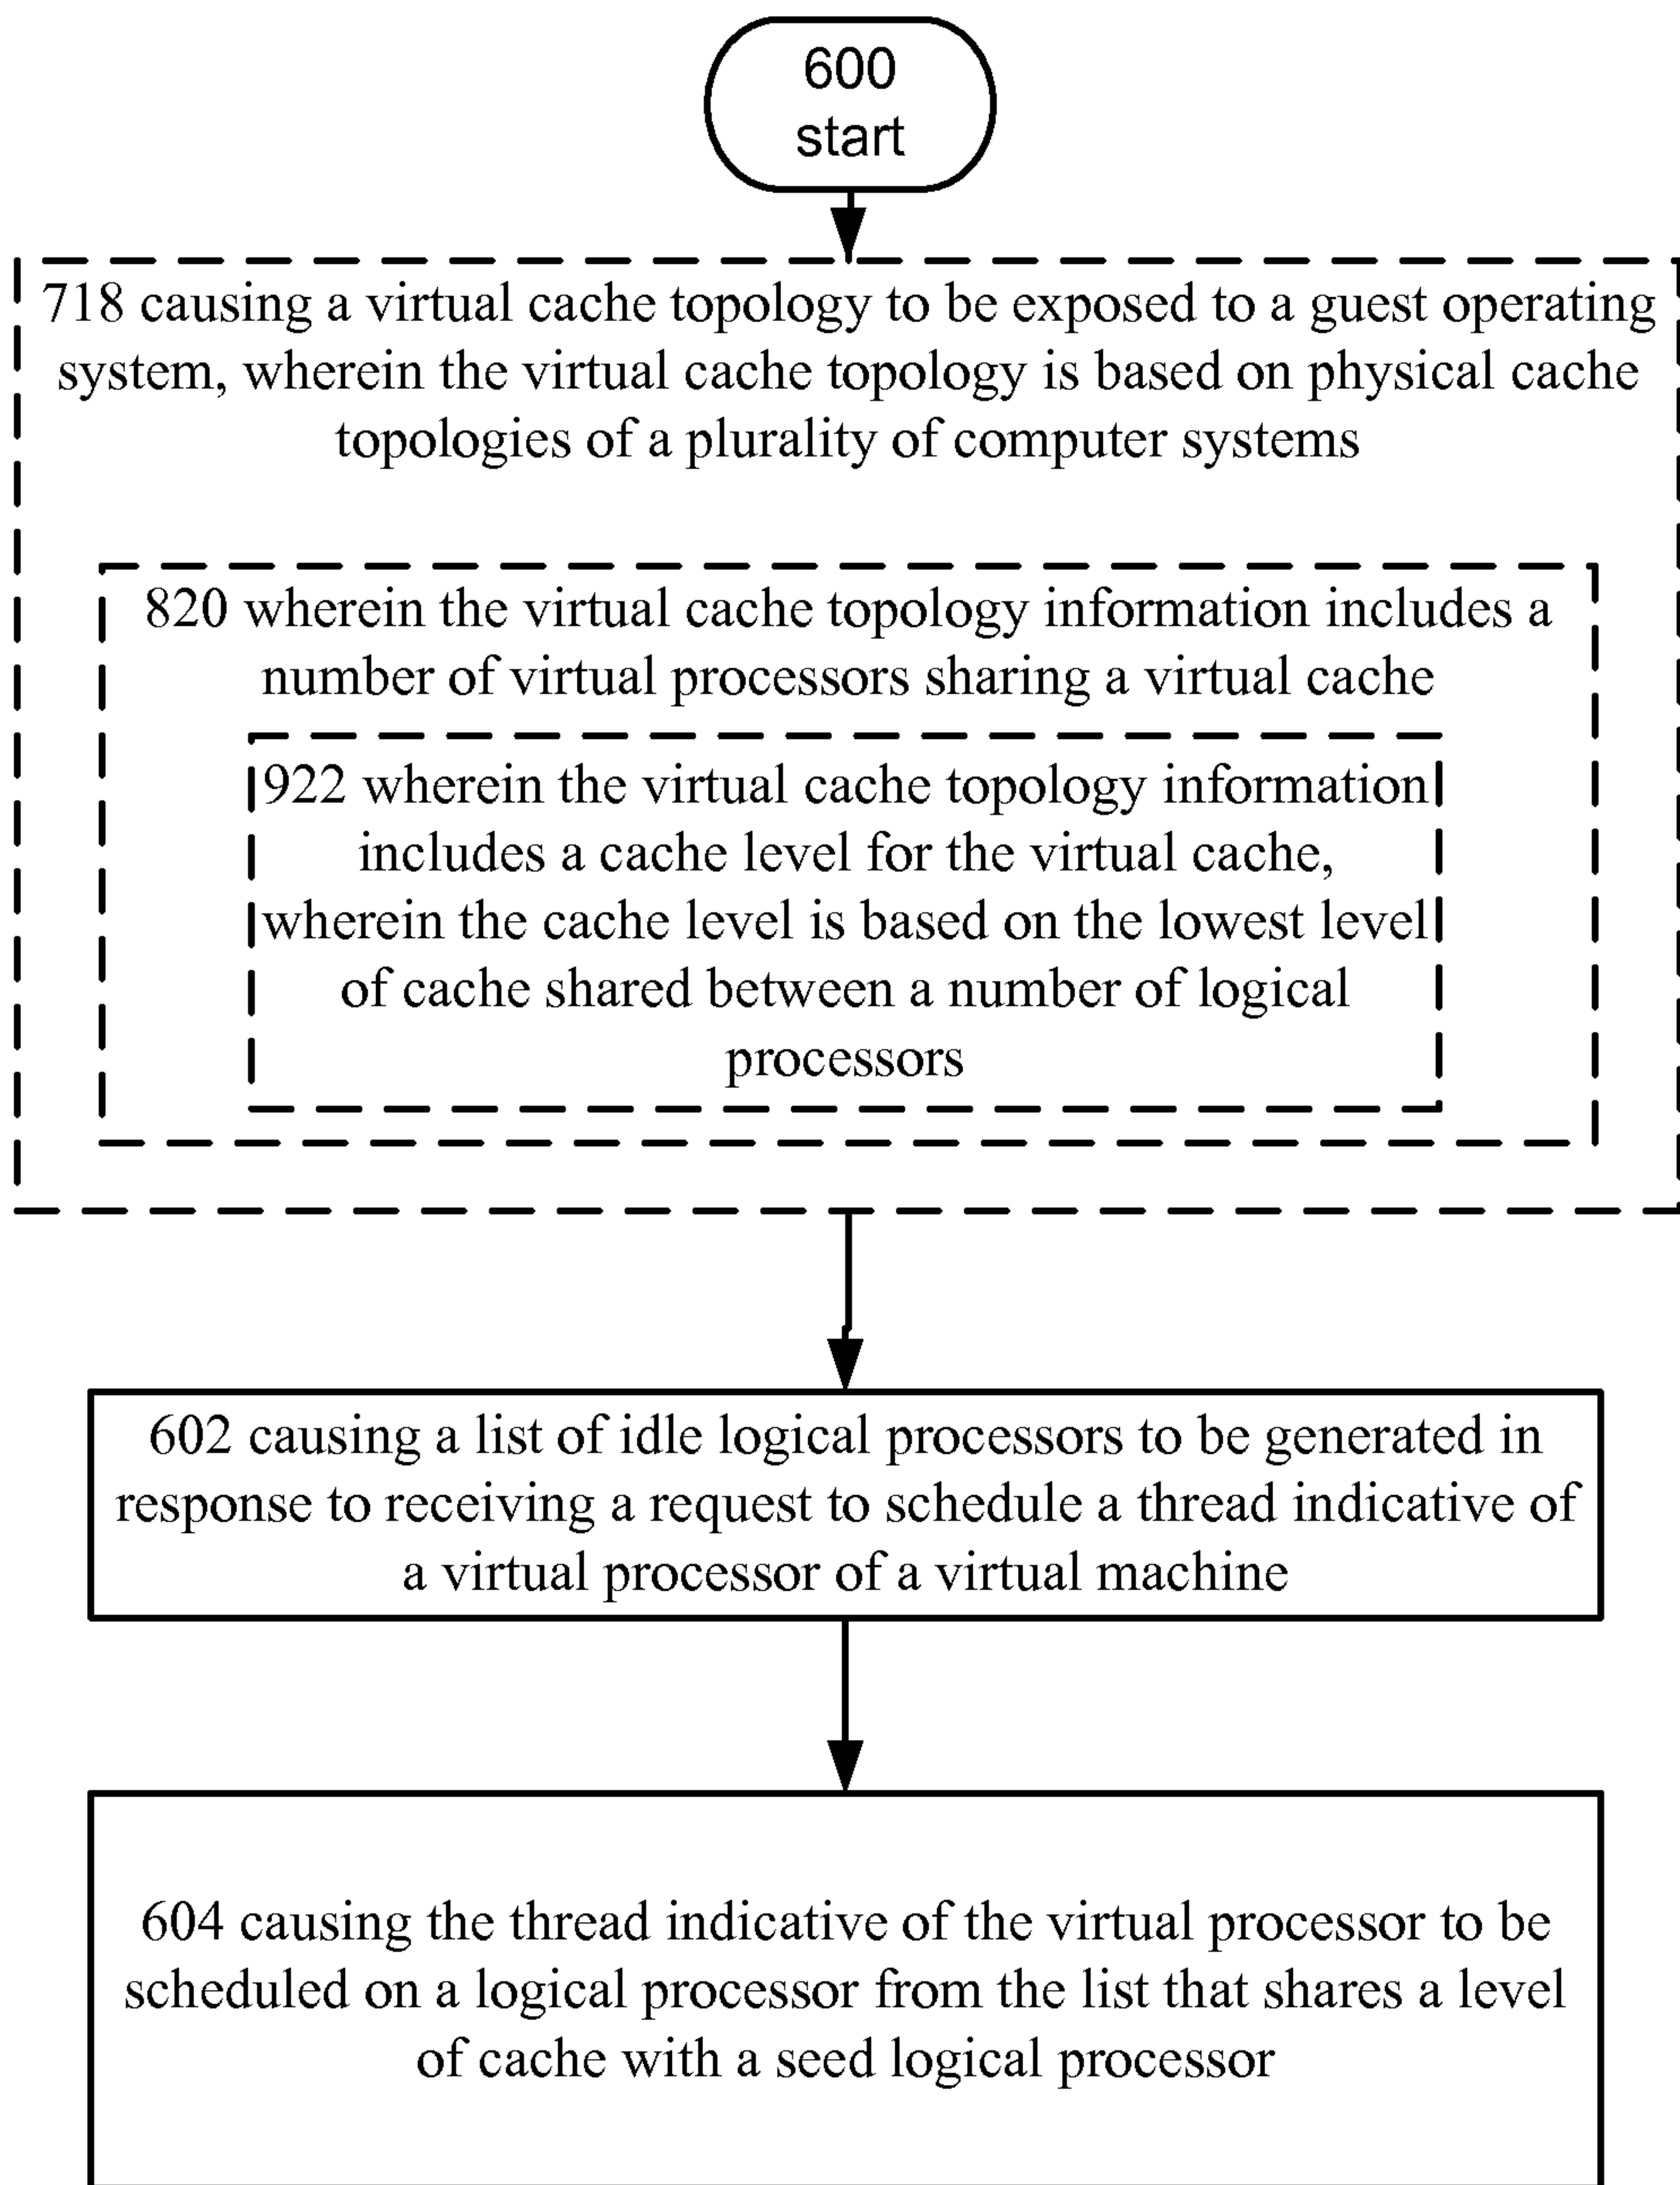 600
start
718 causing a virtual cache topology to be exposed to a guest operating
system, wherein the virtual cache topology is based on physical cache
topologies of a plurality of computer systems
820 wherein the virtual cache topology information includes a
number of virtual processors sharing a virtual cache
922 wherein the virtual cache topology information
includes a cache level for the virtual cache,
wherein the cache level is based on the lowest level
of cache shared between a number of logical
processors
602 causing a list of idle logical processors to be generated in
response to receiving a request to schedule a thread indicative of
a virtual processor of a virtual machine
604 causing the thread indicative of the virtual processor to be
scheduled on a logical processor from the list that shares a level
of cache with a seed logical processor